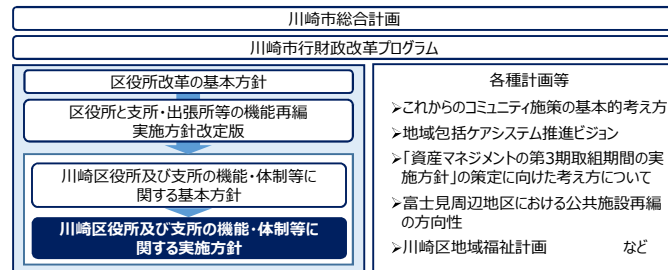 川崎市総合計画
川崎市行財政改革プログラム
区役所改革の基本方針
区役所と支所・出張所等の機能再編
実施方針改定版
川崎区役所及び支所の機能・体制等に
関する基本方針
川崎区役所及び支所の機能・体制等に
関する実施方針
各種計画等
➢これからのコミュニティ施策の基本的考え方
➢地域包括ケアシステム推進ビジョン
➢「資産マネジメントの第3期取組期間の実
施方針」の策定に向けた考え方について
➢富士見周辺地区における公共施設再編
の方向性
➢川崎区地域福祉計画 など